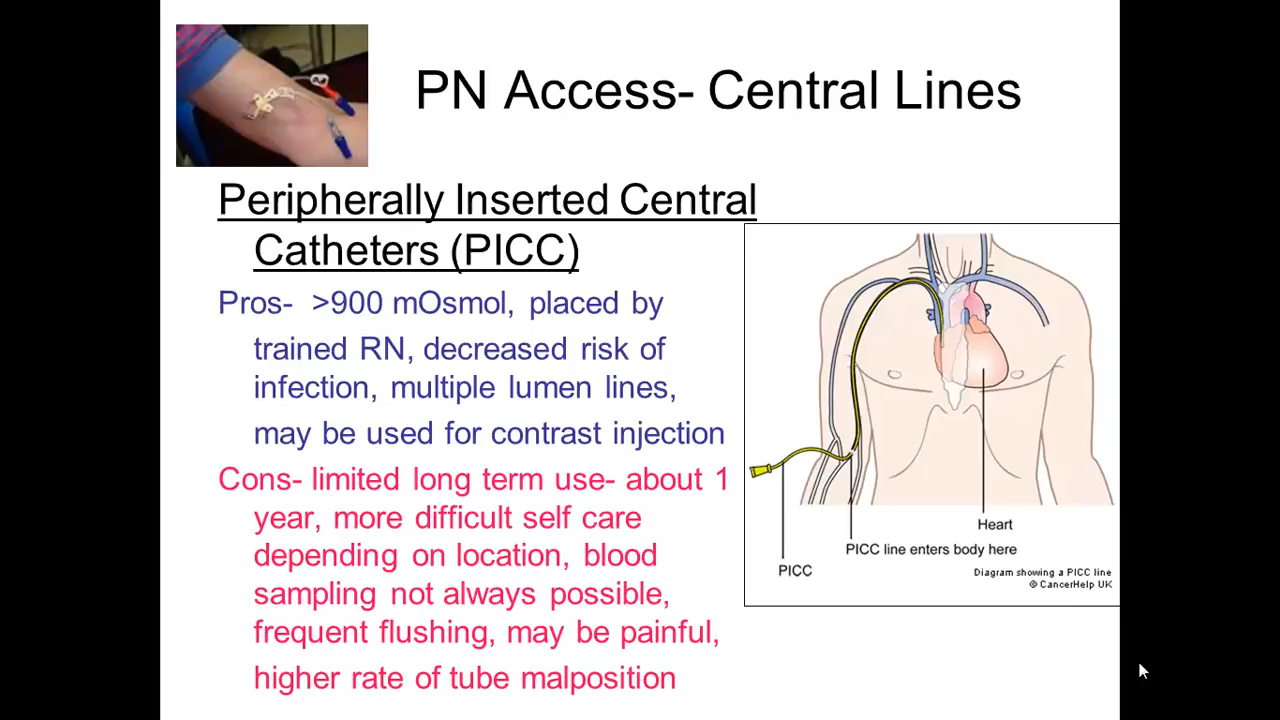 PN Access- Central Lines
Peripherally Inserted Central
Catheters (PICC)
Pros-  >900 mOsmol, placed by
trained RN, decreased risk of
infection, multiple lumen lines,
may be used for contrast injection
Cons- limited long term use- about 1
year, more difficult self care
depending on location, blood
sampling not always possible,
frequent flushing, may be painful,
higher rate of tube malposition
Heart
PICC line enters body here
PICC
Diagram showing a PICC line
© CancerHelp UK